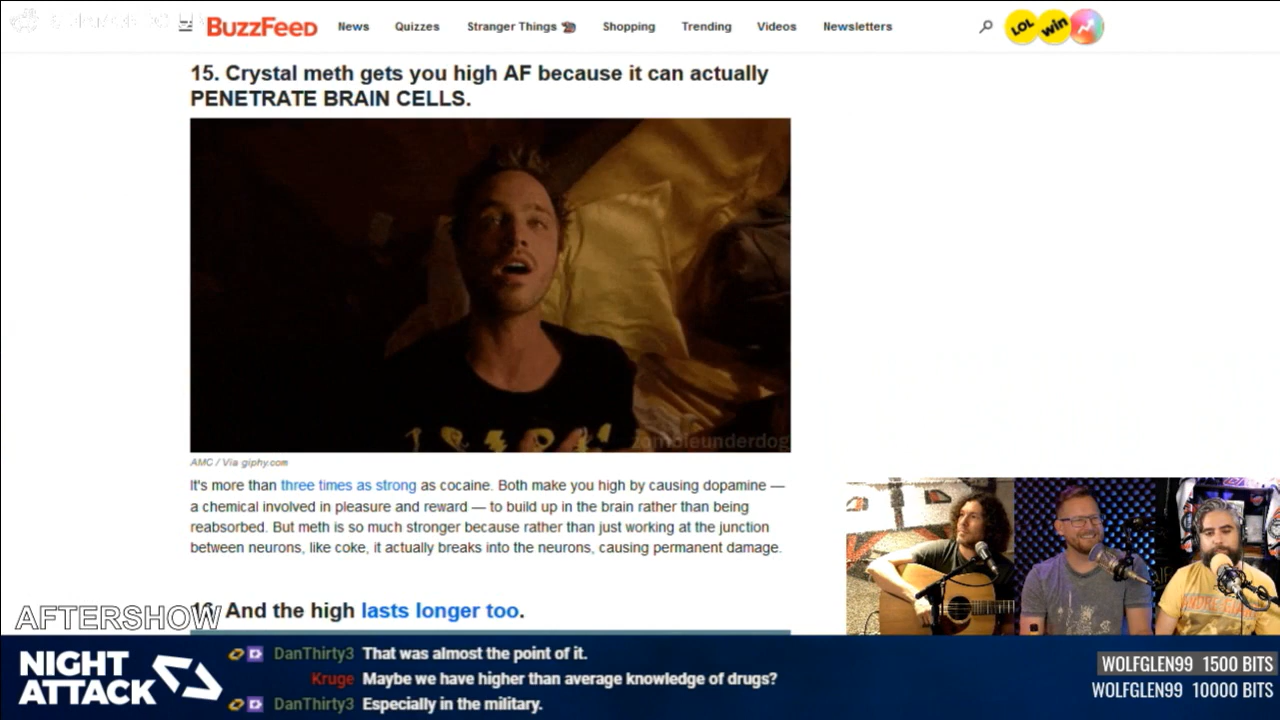 BuzzFeed
News Quizzes Stranger Things Shopping Trending Videos Newsletters
LOL win
15. Crystal meth gets you high AF because it can actually
PENETRATE BRAIN CELLS.
zombieunderdog
AMC / Via giphy.com
It's more than three times as strong as cocaine. Both make you high by causing dopamine —
a chemical involved in pleasure and reward — to build up in the brain rather than being
reabsorbed. But meth is so much stronger because rather than just working at the junction
between neurons, like coke, it actually breaks into the neurons, causing permanent damage.
16. And the high lasts longer too.
AFTERSHOW
NIGHT
ATTACK
DanThirty3 That was almost the point of it.
Kruge Maybe we have higher than average knowledge of drugs?
DanThirty3 Especially in the military.
WOLFGLEN99 1500 BITS
WOLFGLEN99 10000 BITS